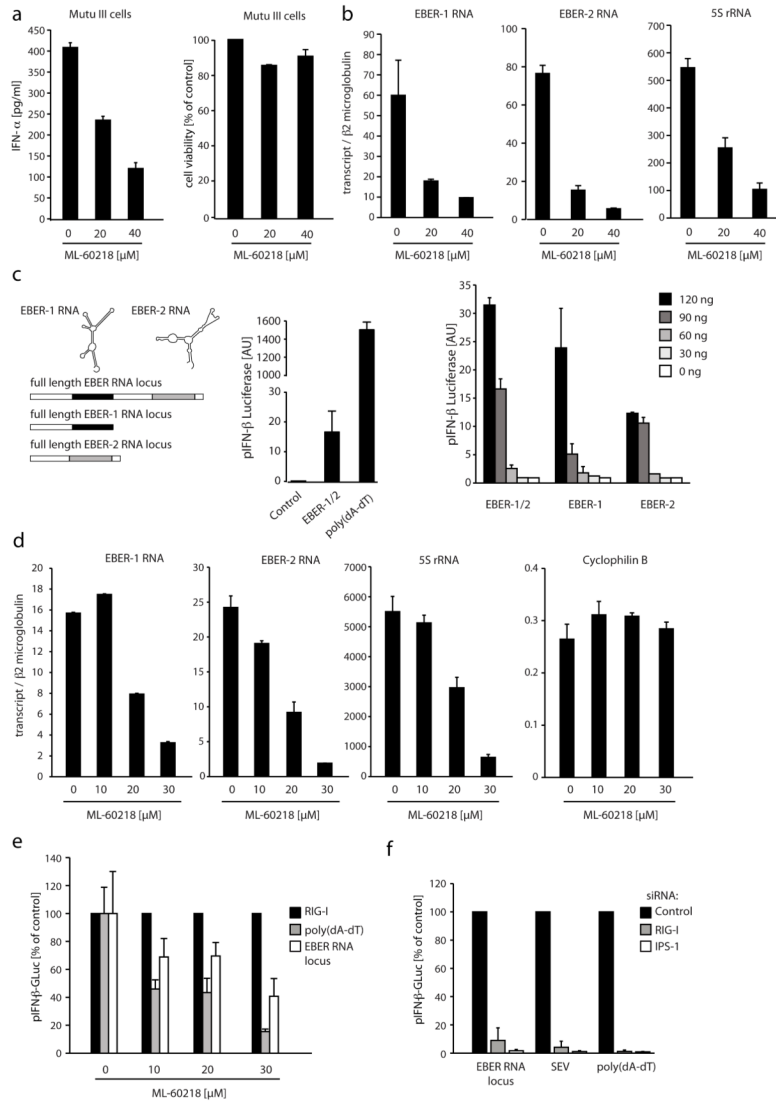 a
Mutu III cells
IFN-α [pg/ml]
450
400
350
300
250
200
150
100
50
0
0 20 40
ML-60218 [µM]
Mutu III cells
cell viability [% of control]
100
80
60
40
20
0
0 20 40
ML-60218 [µM]
b
EBER-1 RNA
transcript / β2 microglobulin
90
80
70
60
50
40
30
20
10
0
0 20 40
ML-60218 [µM]
EBER-2 RNA
100
80
60
40
20
0
0 20 40
ML-60218 [µM]
5S rRNA
700
600
500
400
300
200
100
0
0 20 40
ML-60218 [µM]
c
EBER-1 RNA
EBER-2 RNA
full length EBER RNA locus
full length EBER-1 RNA locus
full length EBER-2 RNA locus
pIFN-β Luciferase [AU]
1600
1400
1200
1000
30
20
10
0
Control
EBER-1/2
poly(dA-dT)
pIFN-β Luciferase [AU]
35
30
25
20
15
10
5
0
EBER-1/2
EBER-1
EBER-2
120 ng
90 ng
60 ng
30 ng
0 ng
d
EBER-1 RNA
transcript / β2 microglobulin
18
16
14
12
10
8
6
4
2
0
0 10 20 30
ML-60218 [µM]
EBER-2 RNA
30
25
20
15
10
5
0
0 10 20 30
ML-60218 [µM]
5S rRNA
7000
6000
5000
4000
3000
2000
1000
0
0 10 20 30
ML-60218 [µM]
Cyclophilin B
0.4
0.3
0.2
0.1
0
0 10 20 30
ML-60218 [µM]
e
pIFN-β-GLuc [% of control]
140
120
100
80
60
40
20
0
0 10 20 30
ML-60218 [µM]
RIG-I
poly(dA-dT)
EBER RNA
locus
f
pIFN-β-GLuc [% of control]
120
100
80
60
40
20
0
EBER RNA
locus
SEV
poly(dA-dT)
siRNA:
Control
RIG-I
IPS-1